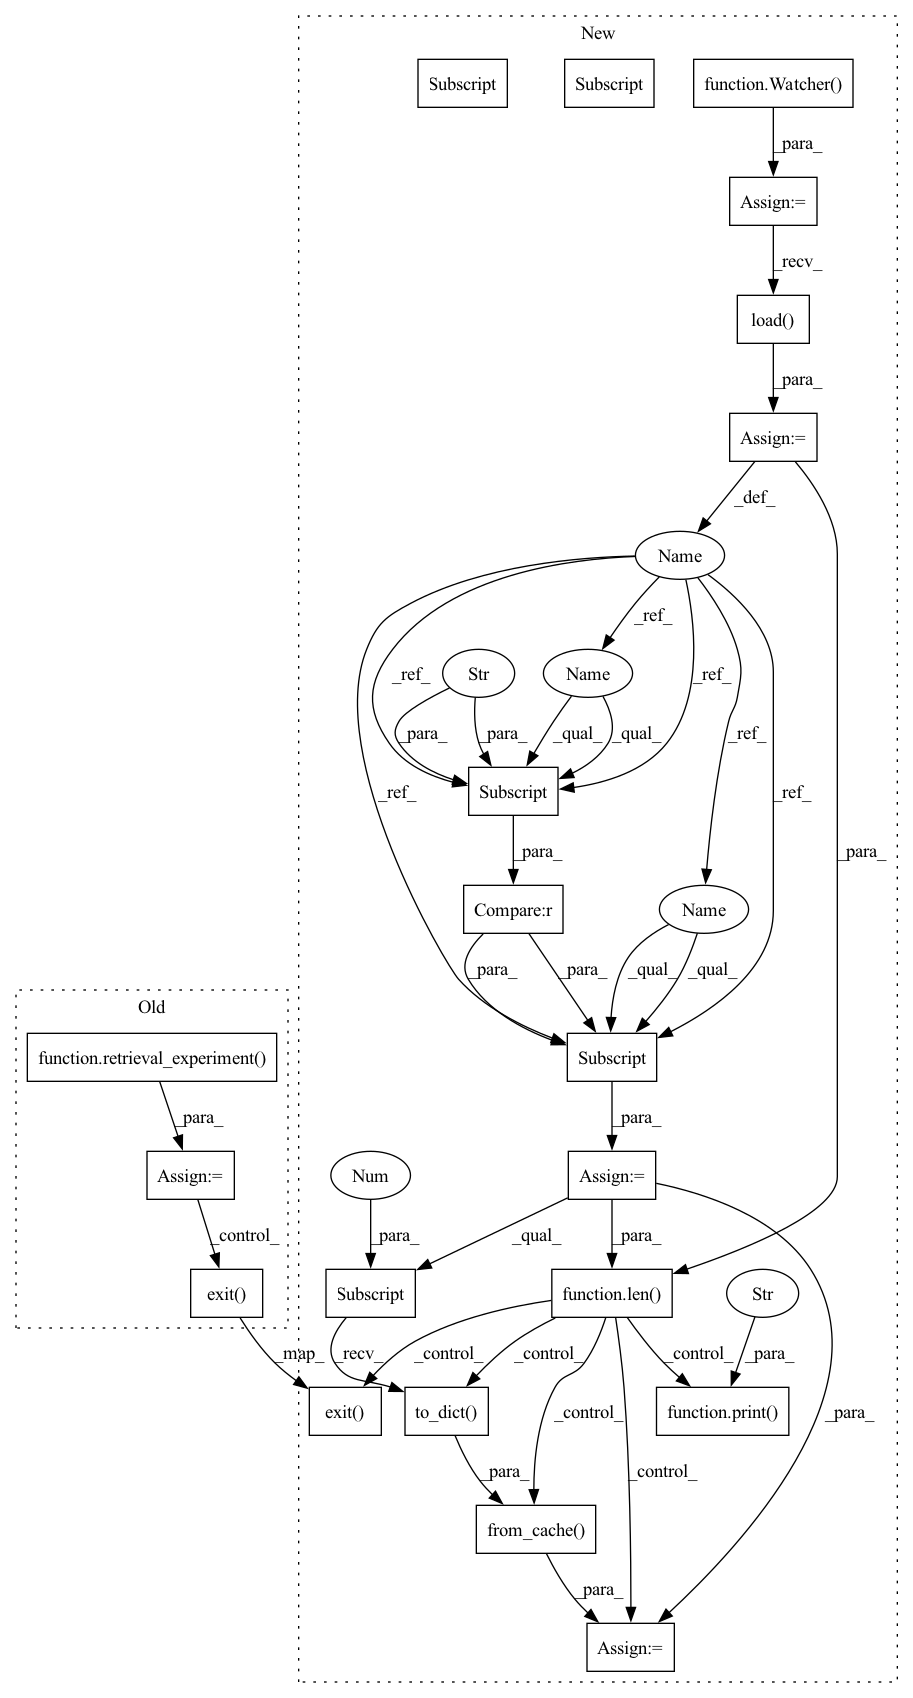 New
Subscript
Subscript
function.Watcher()
_para_
Assign:=
_recv_
load()
_para_
Assign:=
_def_
Name
_ref_
_ref_
Str
Name
_ref_
_para_
_para_
_qual_
_qual_
_ref_
_ref_
Subscript
_ref_
_para_
_para_
Compare:r
Name
_para_
_para_
_qual_
_qual_
Old
function.retrieval_experiment()
Subscript
_para_
_para_
Assign:=
Num
Assign:=
_control_
_para_
_qual_
_para_
exit()
Subscript
function.len()
Str
_map_
_recv_
_control_
_control_
_control_
_para_
exit()
to_dict()
_control_
function.print()
_para_
_para_
_control_
from_cache()
_para_
Assign:=